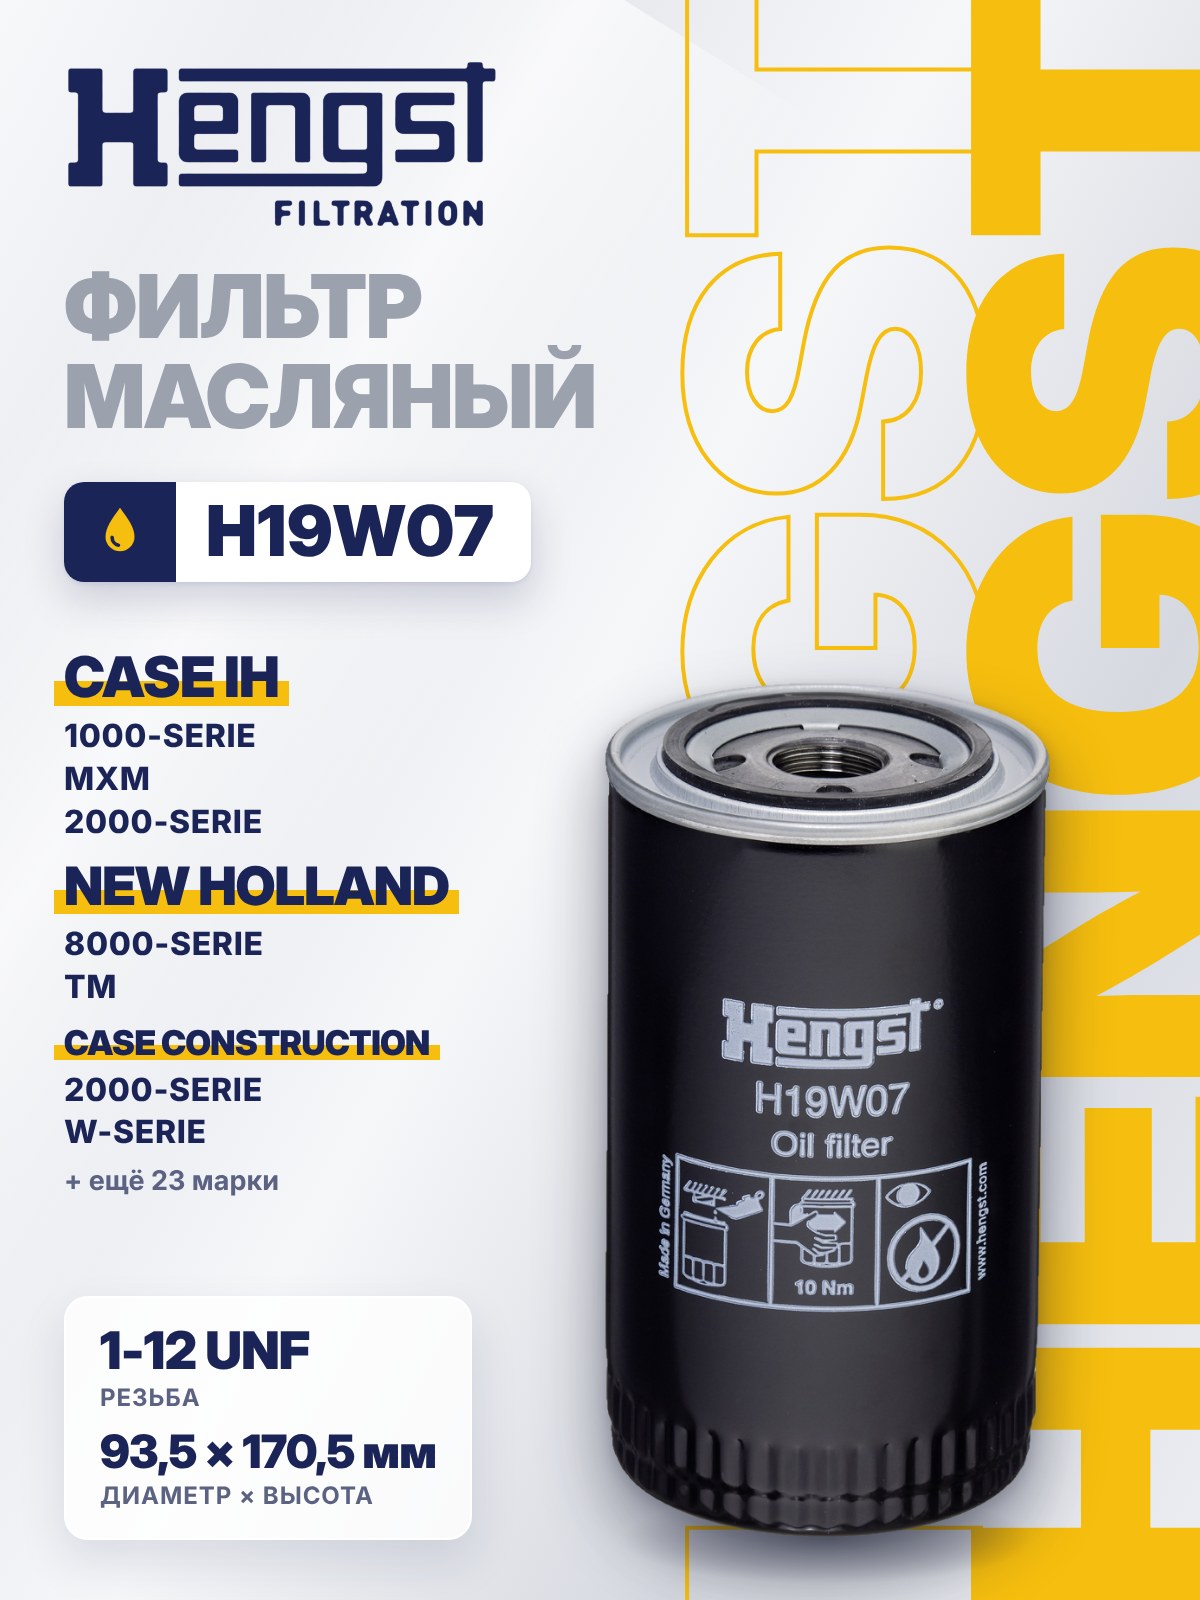 Hengst
FILTRATION
ФИЛЬТР
МАСЛЯНЫЙ
H19W07
CASE IH
1000-SERIE
MXM
2000-SERIE
NEW HOLLAND
8000-SERIE
TM
CASE CONSTRUCTION
2000-SERIE
W-SERIE
+ ещё 23 марки
1-12 UNF
РЕЗЬБА
93,5 × 170,5 мм
ДИАМЕТР × ВЫСОТА
HENGST
HENGST
Hengst®
H19W07
Oil filter
Made in Germany
10 Nm
www.hengst.com